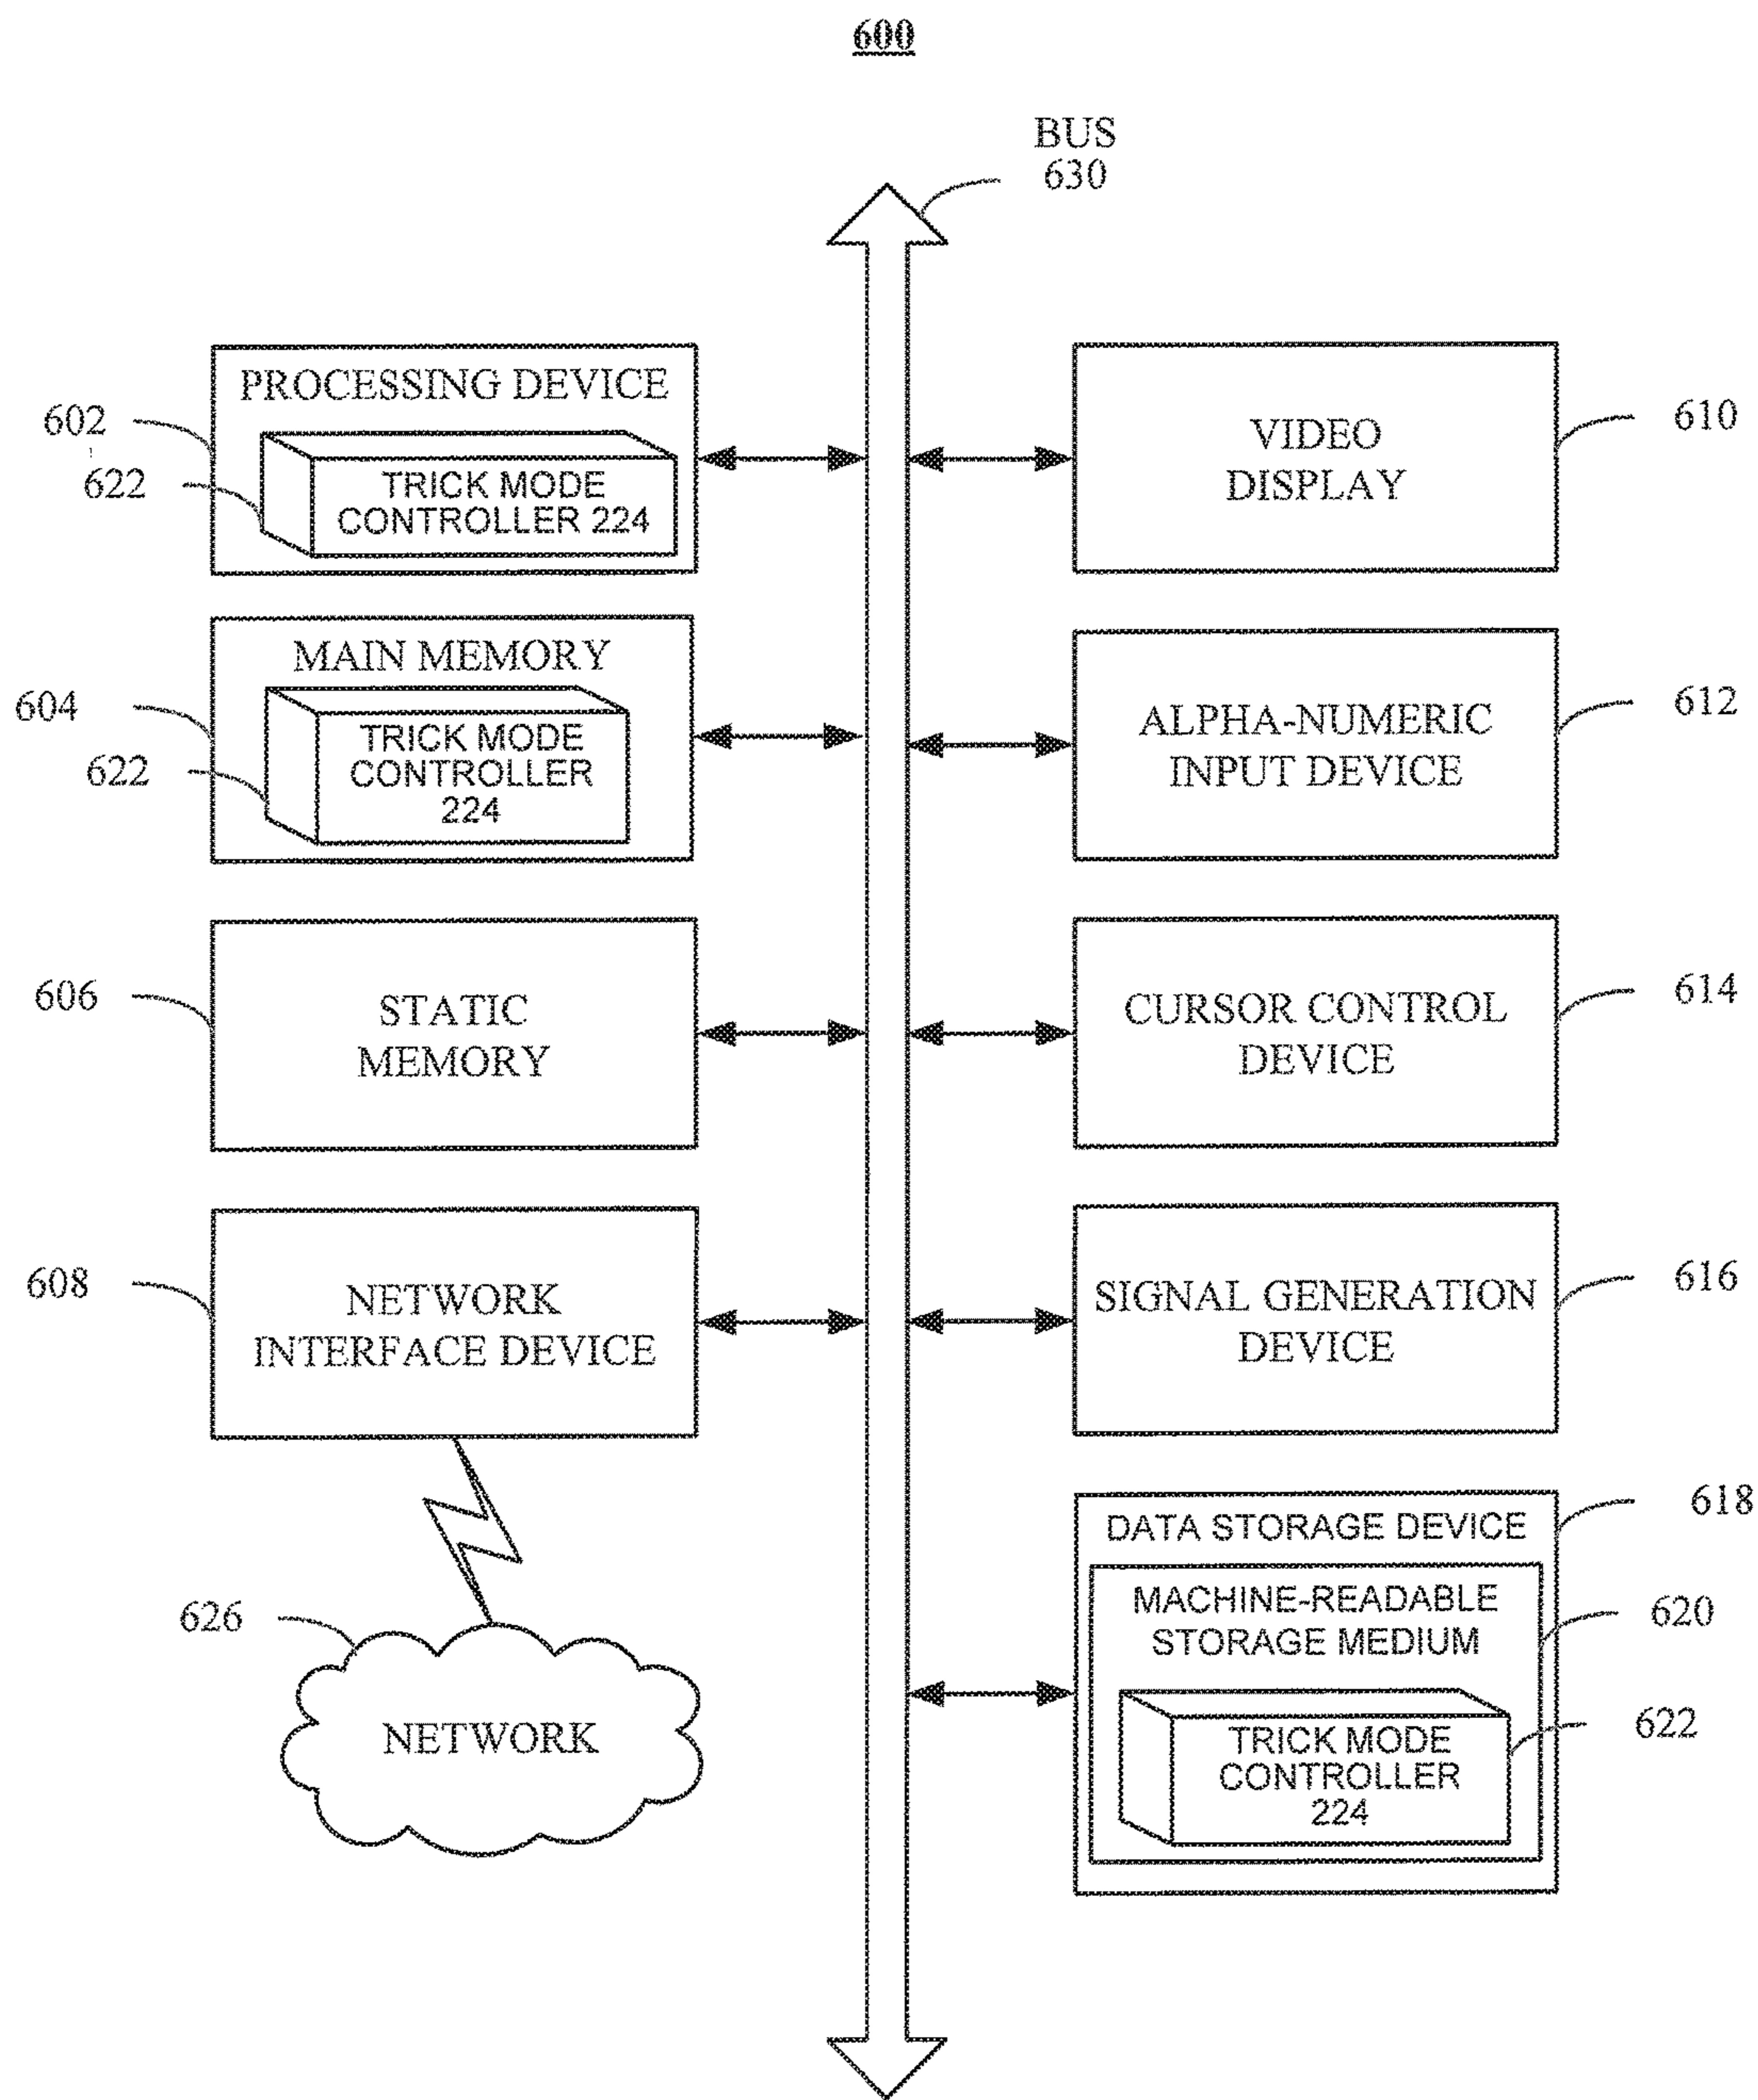 600
BUS
630
PROCESSING DEVICE
602
622
TRICK MODE
CONTROLLER 224
VIDEO
DISPLAY
610
MAIN MEMORY
604
622
TRICK MODE
CONTROLLER
224
ALPHA-NUMERIC
INPUT DEVICE
612
606
STATIC
MEMORY
CURSOR CONTROL
DEVICE
614
608
NETWORK
INTERFACE DEVICE
SIGNAL GENERATION
DEVICE
616
626
NETWORK
DATA STORAGE DEVICE
618
MACHINE-READABLE
STORAGE MEDIUM
620
TRICK MODE
CONTROLLER
224
622